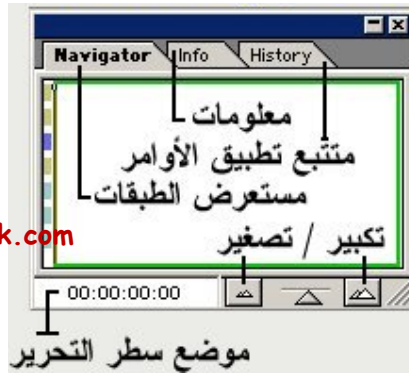 Navigator Info History
معلومات
متتبع تطبيق الأوامر
مستعرض الطبقات
k.com
تكبير / تصغير
00:00:00:00
موضع سطر التحرير